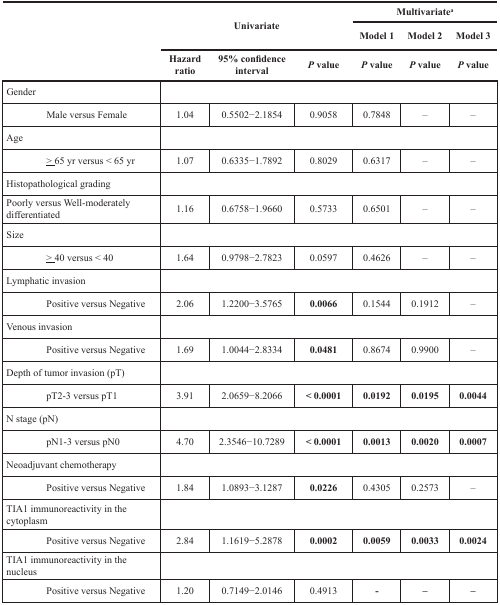 Univariate Multivariateᵃ
Model 1 Model 2 Model 3
Hazard ratio 95% confidence interval P value P value P value P value
Gender
Male versus Female 1.04 0.5502−2.1854 0.9058 0.7848 – –
Age
≥ 65 yr versus < 65 yr 1.07 0.6335−1.7892 0.8029 0.6317 – –
Histopathological grading
Poorly versus Well-moderately differentiated 1.16 0.6758−1.9660 0.5733 0.6501 – –
Size
≥ 40 versus < 40 1.64 0.9798−2.7823 0.0597 0.4626 – –
Lymphatic invasion
Positive versus Negative 2.06 1.2200−3.5765 0.0066 0.1544 0.1912 –
Venous invasion
Positive versus Negative 1.69 1.0044−2.8334 0.0481 0.8674 0.9900 –
Depth of tumor invasion (pT)
pT2-3 versus pT1 3.91 2.0659−8.2066 < 0.0001 0.0192 0.0195 0.0044
N stage (pN)
pN1-3 versus pN0 4.70 2.3546−10.7289 < 0.0001 0.0013 0.0020 0.0007
Neoadjuvant chemotherapy
Positive versus Negative 1.84 1.0893−3.1287 0.0226 0.4305 0.2573 –
TIA1 immunoreactivity in the cytoplasm
Positive versus Negative 2.84 1.1619−5.2878 0.0002 0.0059 0.0033 0.0024
TIA1 immunoreactivity in the nucleus
Positive versus Negative 1.20 0.7149−2.0146 0.4913 - – –